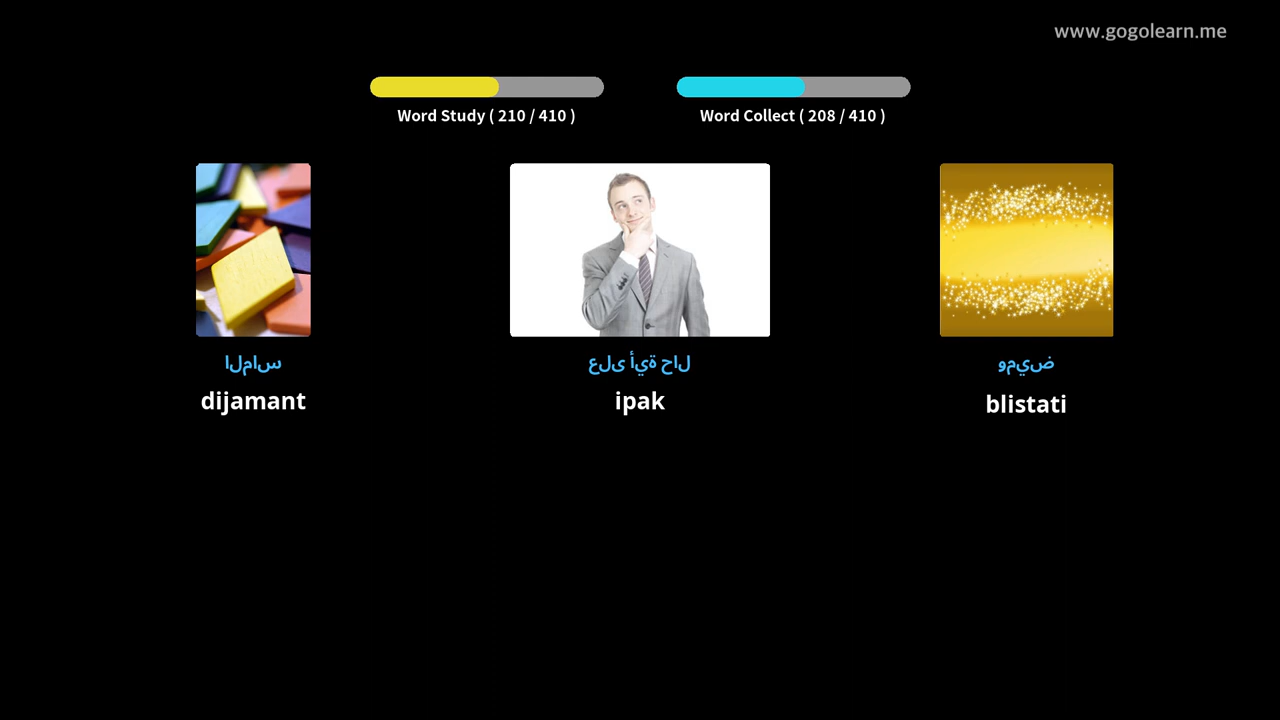 www.gogolearn.me
Word Study ( 210 / 410 )
Word Collect ( 208 / 410 )
الماس
على أية حال
وميض
dijamant
ipak
blistati